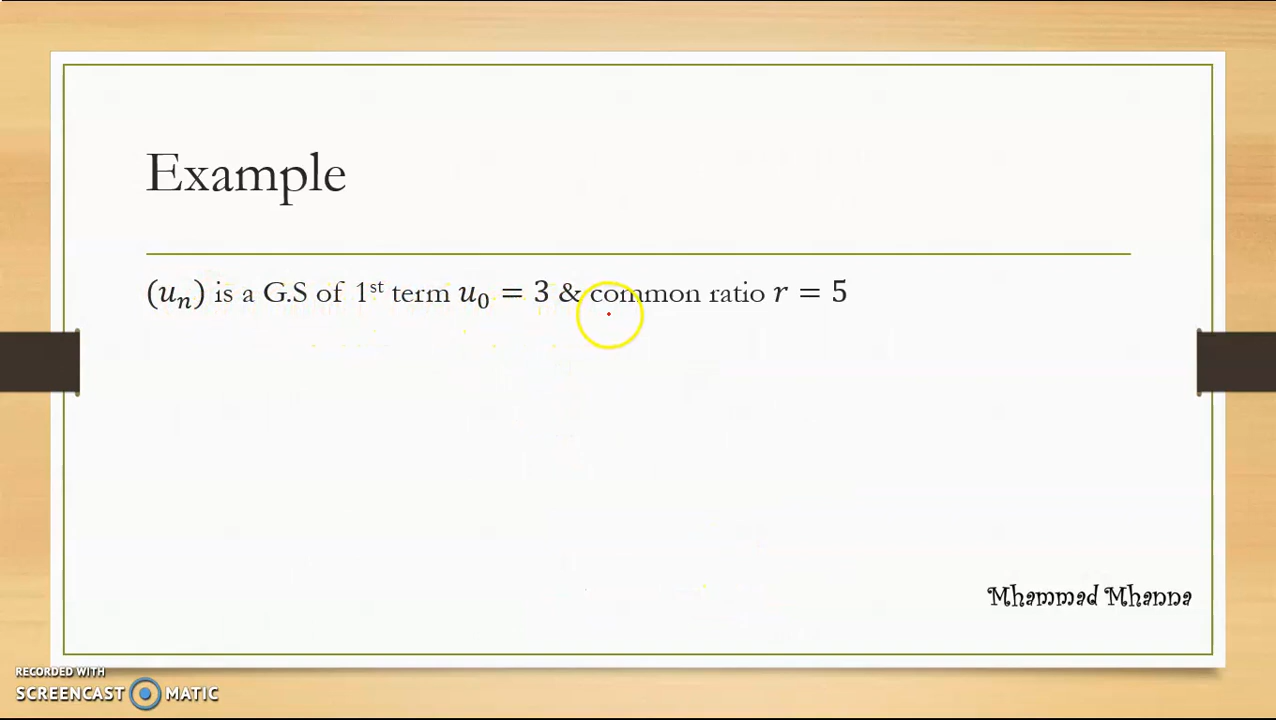 Example
(uₙ) is a G.S of 1ˢᵗ term u₀ = 3 & common ratio r = 5
Mhammad Mhanna
RECORDED WITH
SCREENCAST MATIC